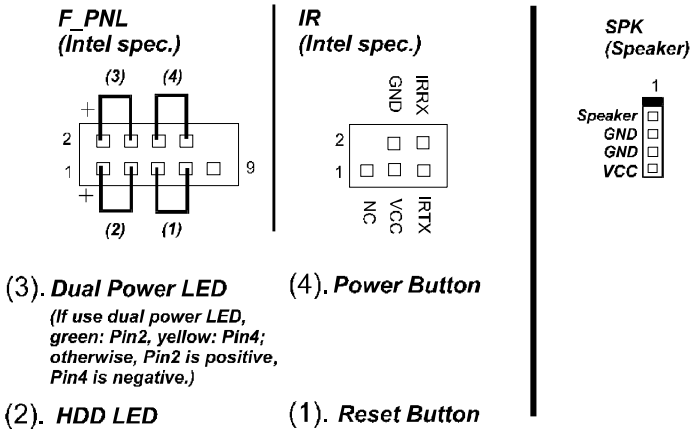 F_PNL
(Intel spec.)
(3) (4)
+
2
1
9
+
(2) (1)
IR
(Intel spec.)
GND
IRRX
2
1
NC
VCC
IRTX
SPK
(Speaker)
1
Speaker
GND
GND
VCC
(3). Dual Power LED
(If use dual power LED,
green: Pin2, yellow: Pin4;
otherwise, Pin2 is positive,
Pin4 is negative.)
(4). Power Button
(2). HDD LED
(1). Reset Button